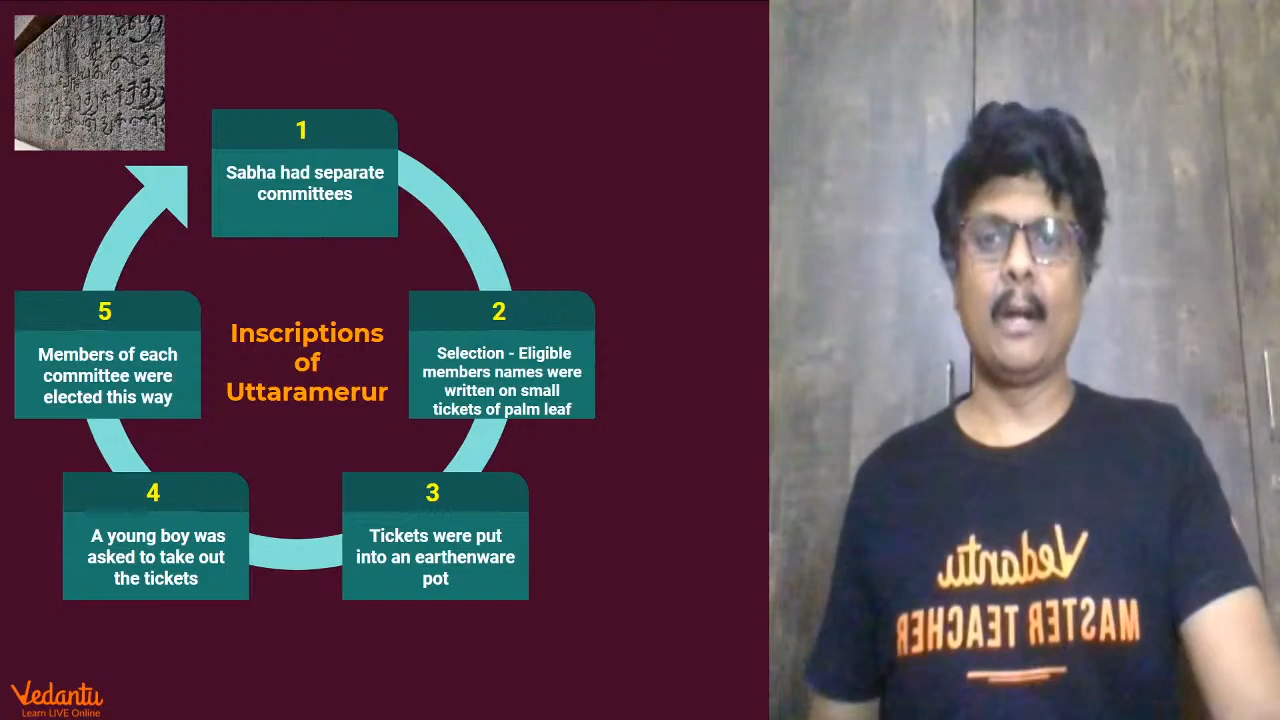 1
Sabha had separate
committees
2
Selection - Eligible
members names were
written on small
tickets of palm leaf
3
Tickets were put
into an earthenware
pot
4
A young boy was
asked to take out
the tickets
5
Members of each
committee were
elected this way
Inscriptions
of
Uttaramerur
Vedantu
Learn LIVE Online
Vedantu
MASTER TEACHER